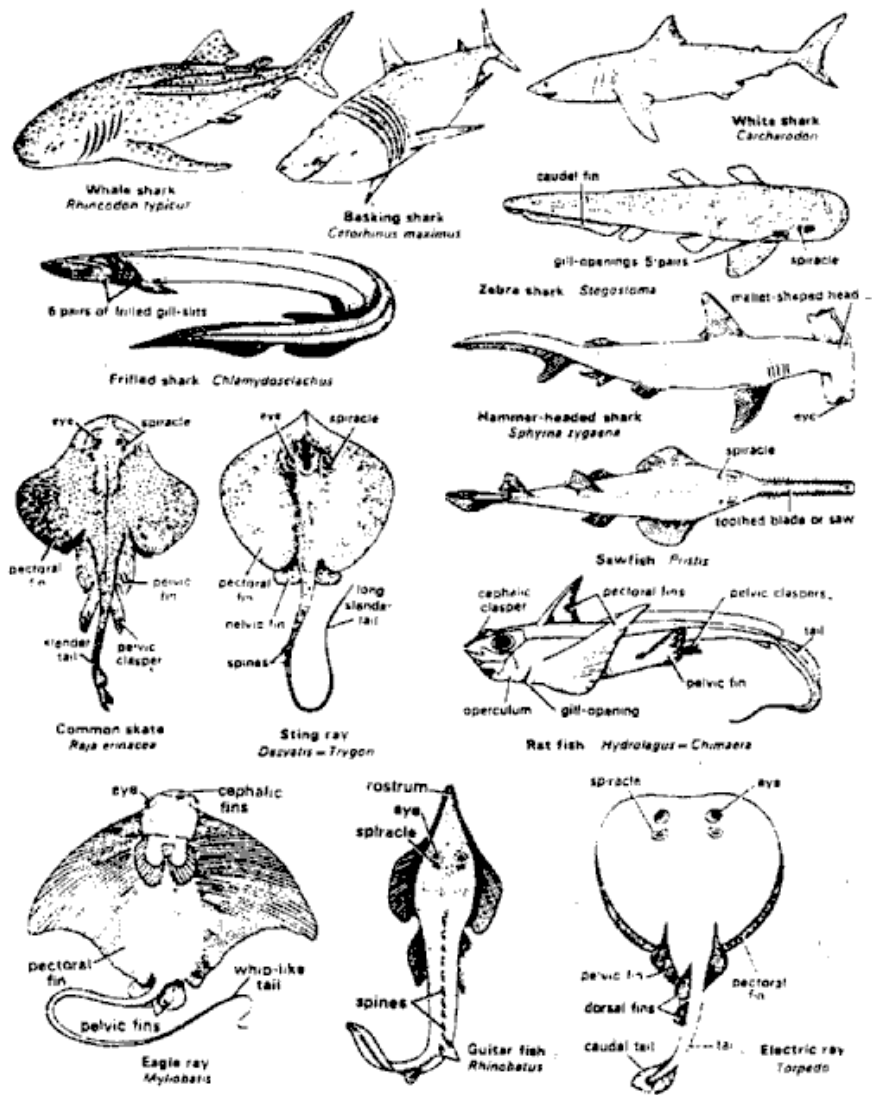 Whale shark
Rhincodon typicus
Basking shark
Cetorhinus maximus
White shark
Carcharodon
caudal fin
gill-openings 5-pairs
spiracle
Zebra shark Stegostoma
6 pairs of frilled gill-slits
Frilled shark Chlamydoselachus
mallet-shaped head
eye
Hammer-headed shark
Sphyrna zygaena
eye
spiracle
pectoral
fin
pelvic
fin
slender
tail
pelvic
clasper
Common skate
Raja erinacea
eye
spiracle
pectoral
fin
pelvic fin
long
slender
tail
spines
Sting ray
Dasyatis = Trygon
spiracle
toothed blade or saw
Sawfish Pristis
cephalic
clasper
pectoral fins
pelvic claspers
tail
pelvic fin
operculum
gill-opening
Rat fish Hydrolagus = Chimaera
eye
cephalic
fins
pectoral
fin
whip-like
tail
pelvic fins
Eagle ray
Myliobatis
rostrum
eye
spiracle
spines
Guitar fish
Rhinobatus
spiracle
eye
pelvic fin
pectoral
fin
dorsal fins
caudal tail
Electric ray
Torpedo